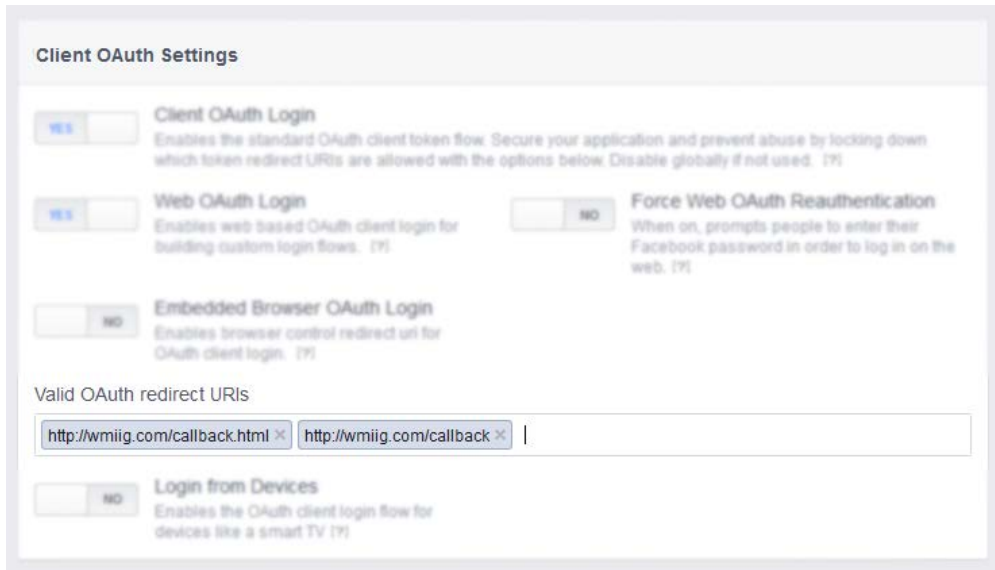 Client OAuth Settings
YES
Client OAuth Login
Enables the standard OAuth client token flow. Secure your application and prevent abuse by locking down
which token redirect URIs are allowed with the options below. Disable globally if not used. [?]
YES
Web OAuth Login
Enables web based OAuth client login for
building custom login flows. [?]
NO
Force Web OAuth Reauthentication
When on, prompts people to enter their
Facebook password in order to log in on the
web. [?]
NO
Embedded Browser OAuth Login
Enables browser control redirect uri for
OAuth client login. [?]
Valid OAuth redirect URIs
http://wmiig.com/callback.html × http://wmiig.com/callback ×
NO
Login from Devices
Enables the OAuth client login flow for
devices like a smart TV [?]